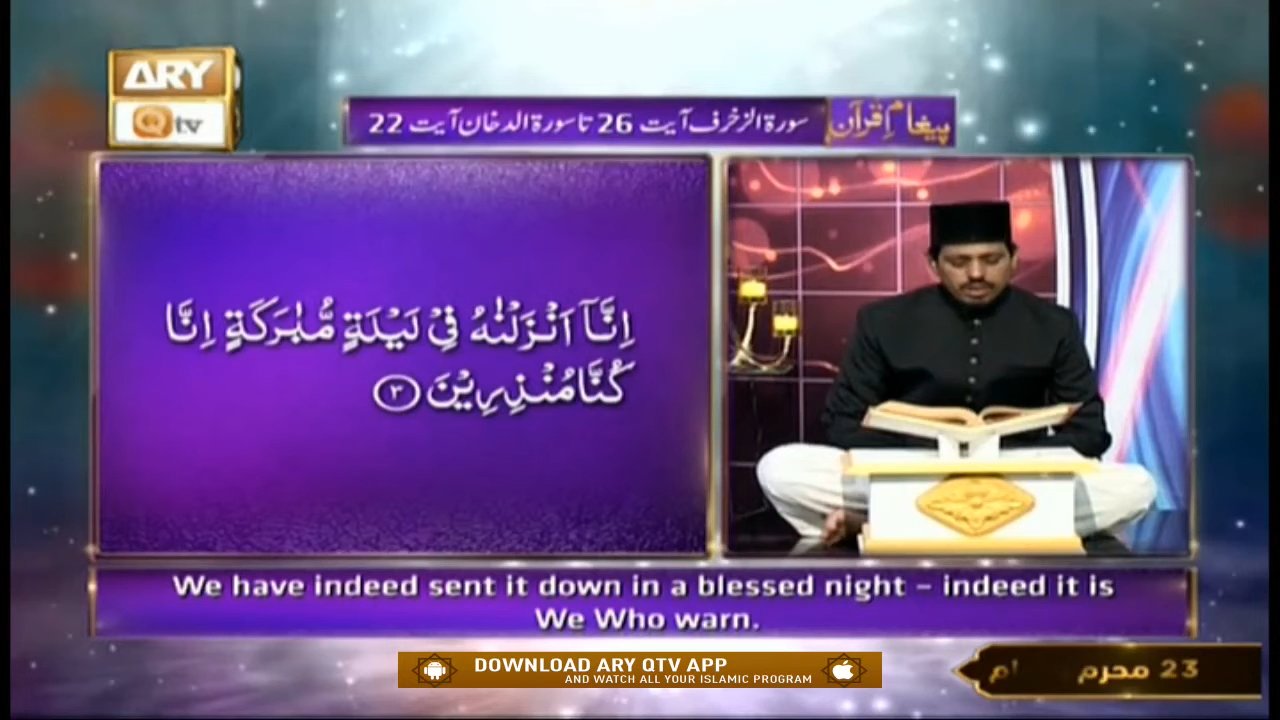 ARY
Qtv
پیغامِ قرآن
سورۃ الزخرف آیت 26 تا سورۃ الدخان آیت 22
اِنَّاۤ اَنْزَلْنٰهُ فِیْ لَیْلَةٍ مُّبٰرَكَةٍ اِنَّا
كُنَّا مُنْذِرِیْنَ ﴿۳﴾
We have indeed sent it down in a blessed night – indeed it is
We Who warn.
DOWNLOAD ARY QTV APP
AND WATCH ALL YOUR ISLAMIC PROGRAM
23 محرم